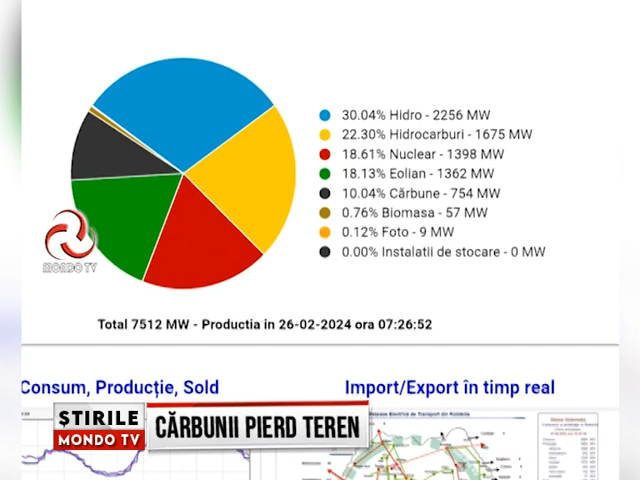 30.04% Hidro - 2256 MW
22.30% Hidrocarburi - 1675 MW
18.61% Nuclear - 1398 MW
18.13% Eolian - 1362 MW
10.04% Cărbune - 754 MW
0.76% Biomasa - 57 MW
0.12% Foto - 9 MW
0.00% Instalatii de stocare - 0 MW
MONDO TV
Total 7512 MW - Productia in 26-02-2024 ora 07:26:52
Consum, Producție, Sold
Import/Export în timp real
ȘTIRILE
MONDO TV
CĂRBUNII PIERD TEREN